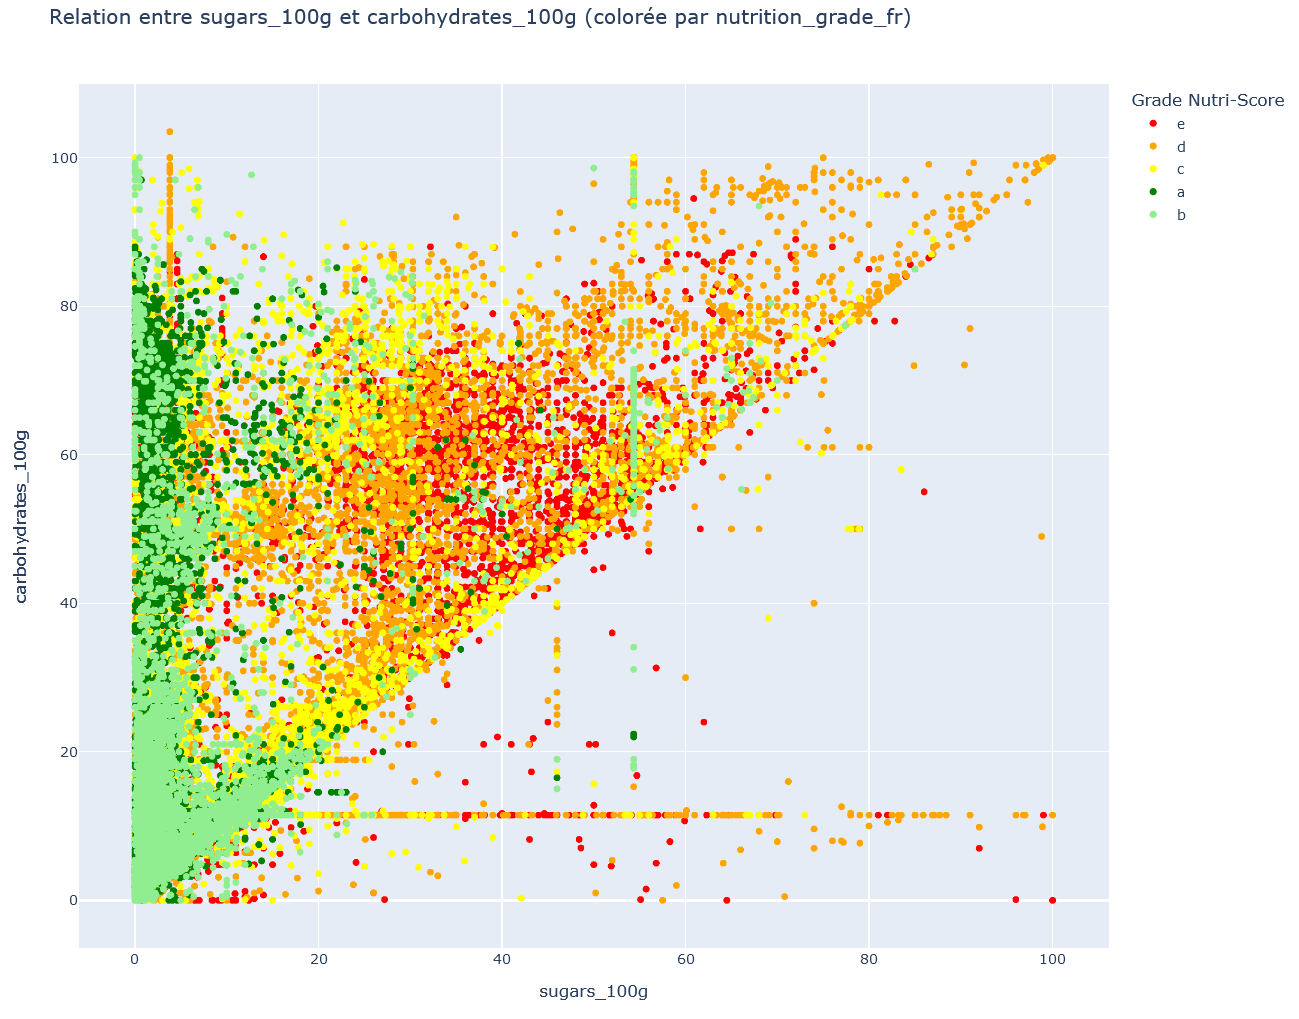 Relation entre sugars_100g et carbohydrates_100g (colorée par nutrition_grade_fr)
Grade Nutri-Score
e
d
c
a
b
carbohydrates_100g
100
80
60
40
20
0
0
20
40
60
80
100
sugars_100g